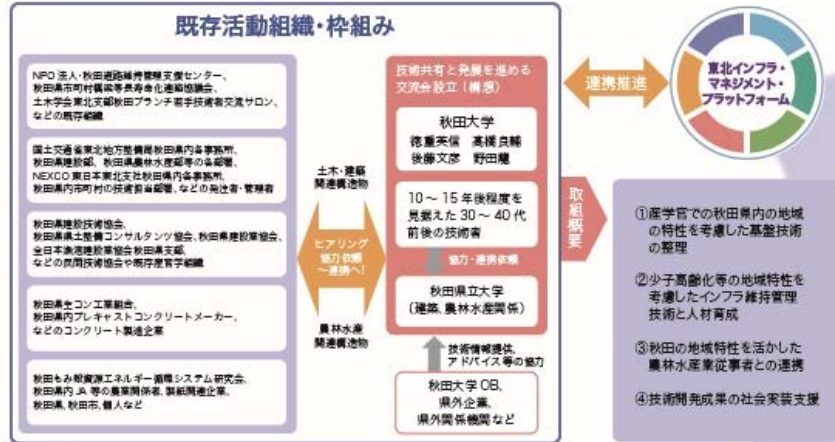 既存活動組織・枠組み
NPO法人・秋田道路維持管理支援センター、
秋田県市町村橋梁等長寿命化連絡協議会、
土木学会東北支部秋田ブランチ若手技術者交流サロン、
などの既存組織
国土交通省東北地方整備局秋田県内各事務所、
秋田県建設部、秋田県農林水産部等の各部署、
NEXCO東日本東北支社秋田県内各事務所、
秋田県内市町村の技術担当部署、などの発注者・管理者
秋田県建設技術協会、
秋田県県土整備コンサルタンツ協会、秋田県建設業協会、
全日本漁港建設業協会秋田県支部、
などの民間技術協会や既存産官学組織
秋田県生コン工業組合、
秋田県内プレキャストコンクリートメーカー、
などのコンクリート製造企業
秋田もみ殻資源エネルギー循環システム研究会、
秋田県内JA等の農業関係者、製紙関連企業、
秋田県、秋田市、個人など
土木・建築
関連構造物
ヒアリング
協力依頼
～連携へ!
農林水産
関連構造物
技術共有と発展を進める
交流会設立（構想）
秋田大学
徳重英信 高橋良輔
後藤文彦 野田龍
10～15年後程度を
見据えた30～40代
前後の技術者
協力・連携依頼
秋田県立大学
（建築、農林水産関係）
技術情報提供、
アドバイス等の協力
秋田大学OB、
県外企業、
県外関係機関など
連携推進
東北インフラ・
マネジメント・
プラットフォーム
取組概要
①産学官での秋田県内の地域
の特性を考慮した基盤技術
の整理
②少子高齢化等の地域特性を
考慮したインフラ維持管理
技術と人材育成
③秋田の地域特性を活かした
農林水産業従事者との連携
④技術開発成果の社会実装支援